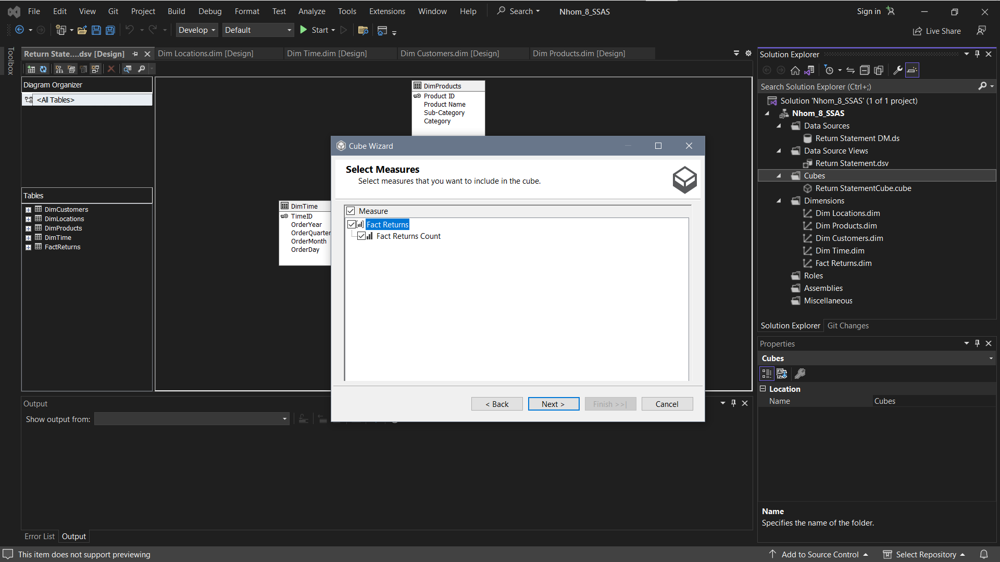 File Edit View Git Project Build Debug Format Test Analyze Tools Extensions Window Help Search Nhom_8_SSAS Sign in
Develop Default Start Live Share
Toolbox
Return State....dsv [Design] Dim Locations.dim [Design] Dim Time.dim [Design] Dim Customers.dim [Design] Dim Products.dim [Design]
Diagram Organizer
<All Tables>
Tables
DimCustomers
DimLocations
DimProducts
DimTime
FactReturns
DimProducts
Product ID
Product Name
Sub-Category
Category
DimTime
TimeID
OrderYear
OrderQuarter
OrderMonth
OrderDay
Cube Wizard
Select Measures
Select measures that you want to include in the cube.
Measure
Fact Returns
Fact Returns Count
< Back Next > Finish >>| Cancel
Output
Show output from:
Error List Output
Solution Explorer
Search Solution Explorer (Ctrl+;)
Solution 'Nhom_8_SSAS' (1 of 1 project)
Nhom_8_SSAS
Data Sources
Return Statement DM.ds
Data Source Views
Return Statement.dsv
Cubes
Return StatementCube.cube
Dimensions
Dim Locations.dim
Dim Products.dim
Dim Customers.dim
Dim Time.dim
Fact Returns.dim
Roles
Assemblies
Miscellaneous
Solution Explorer Git Changes
Properties
Cubes
Location
Name Cubes
Name
Specifies the name of the folder.
This item does not support previewing Add to Source Control Select Repository